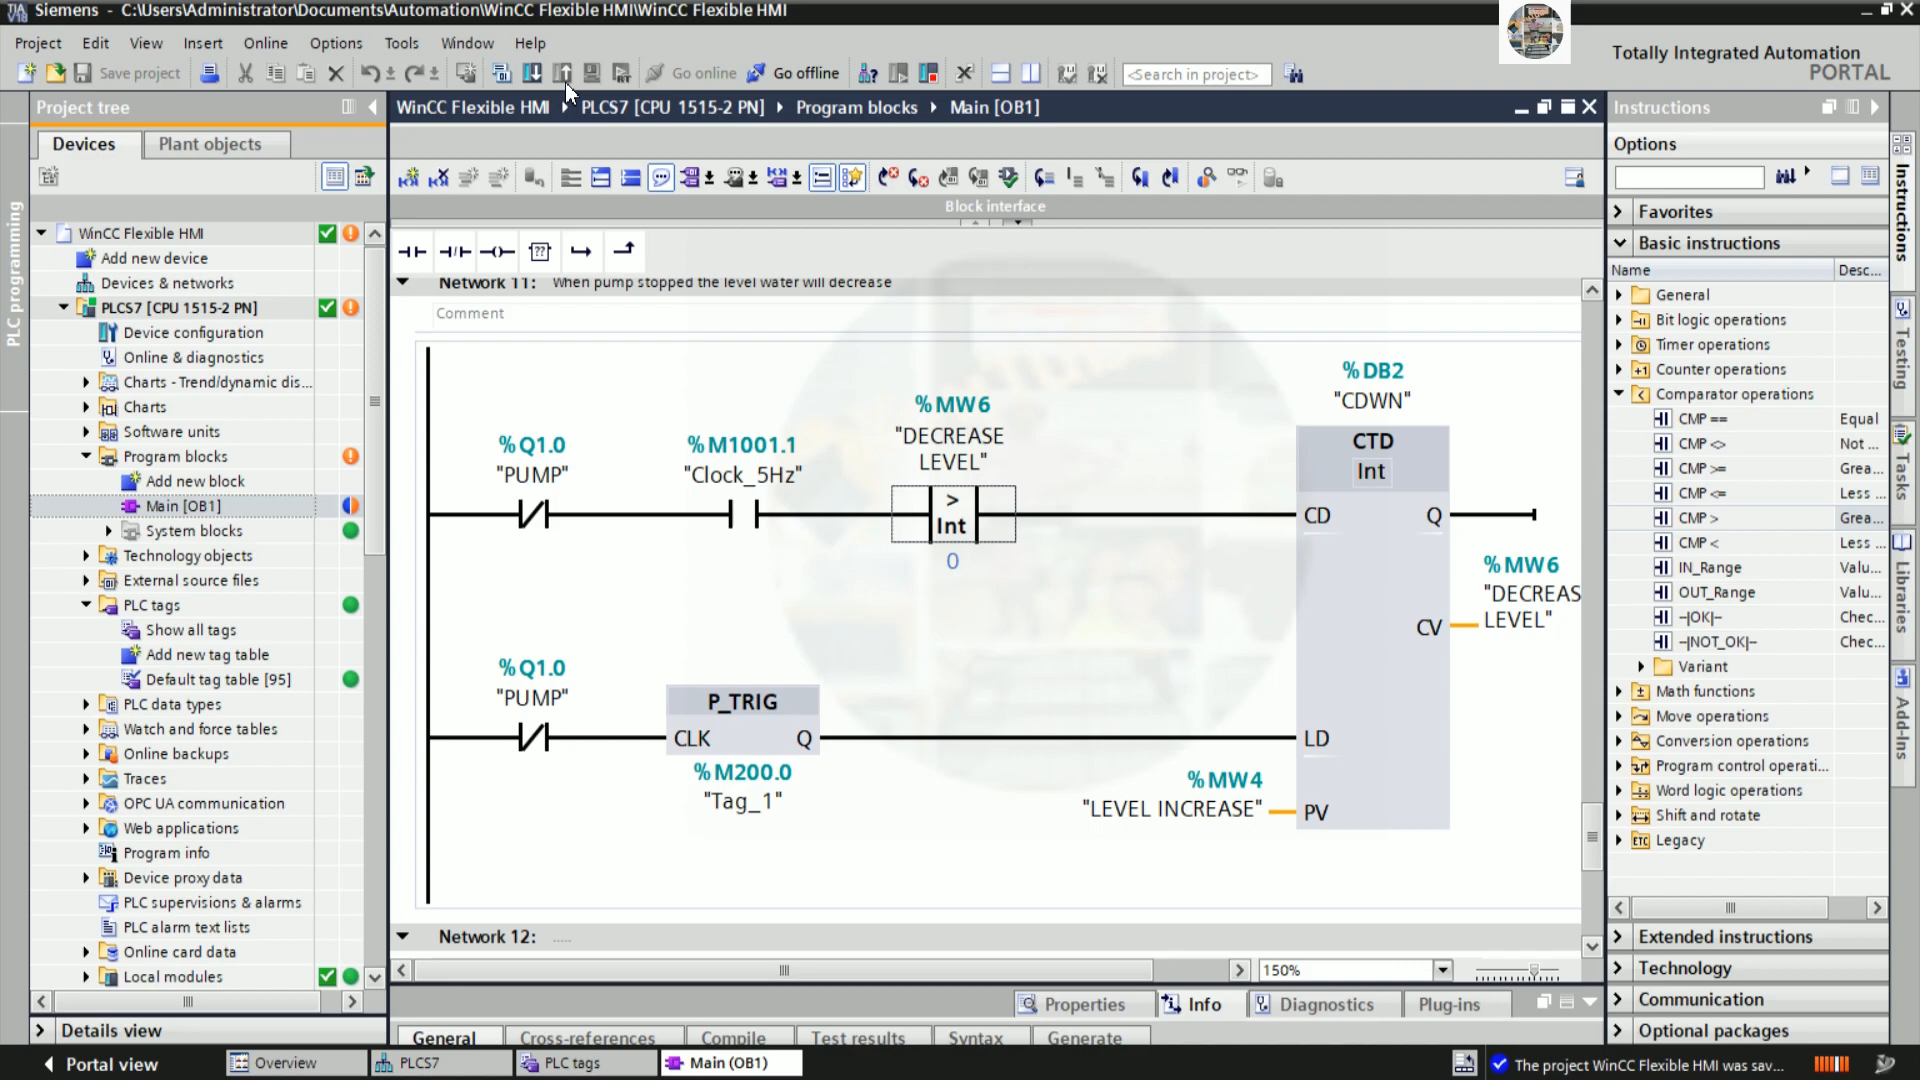 Siemens - C:\Users\Administrator\Documents\Automation\WinCC Flexible HMI\WinCC Flexible HMI
Project Edit View Insert Online Options Tools Window Help
Totally Integrated Automation
PORTAL
Save project
Go online
Go offline
<Search in project>
Project tree
WinCC Flexible HMI PLCS7 [CPU 1515-2 PN] Program blocks Main [OB1]
Instructions
Devices
Plant objects
Options
Block interface
PLC programming
WinCC Flexible HMI
Add new device
Devices & networks
PLCS7 [CPU 1515-2 PN]
Device configuration
Online & diagnostics
Charts - Trend/dynamic dis...
Charts
Software units
Program blocks
Add new block
Main [OB1]
System blocks
Technology objects
External source files
PLC tags
Show all tags
Add new tag table
Default tag table [95]
PLC data types
Watch and force tables
Online backups
Traces
OPC UA communication
Web applications
Program info
Device proxy data
PLC supervisions & alarms
PLC alarm text lists
Online card data
Local modules
Details view
??
Network 11: When pump stopped the level water will decrease
Comment
%Q1.0
"PUMP"
%M1001.1
"Clock_5Hz"
%MW6
"DECREASE
LEVEL"
>
Int
0
%DB2
"CDWN"
CTD
Int
CD Q
%MW6
"DECREAS
LEVEL"
CV
%Q1.0
"PUMP"
P_TRIG
CLK Q
%M200.0
"Tag_1"
LD
%MW4
"LEVEL INCREASE"
PV
Network 12: .....
150%
Properties Info Diagnostics Plug-ins
General Cross-references Compile Test results Syntax Generate
Favorites
Basic instructions
Name Desc...
General
Bit logic operations
Timer operations
Counter operations
Comparator operations
CMP == Equal
CMP <> Not ...
CMP >= Grea...
CMP <= Less ...
CMP > Grea...
CMP < Less ...
IN_Range Valu...
OUT_Range Valu...
-|OK|- Chec...
-|NOT_OK|- Chec...
Variant
Math functions
Move operations
Conversion operations
Program control operati...
Word logic operations
Shift and rotate
Legacy
Extended instructions
Technology
Communication
Optional packages
Instructions
Testing
Tasks
Libraries
Add-Ins
Portal view
Overview
PLCS7
PLC tags
Main (OB1)
The project WinCC Flexible HMI was sav...